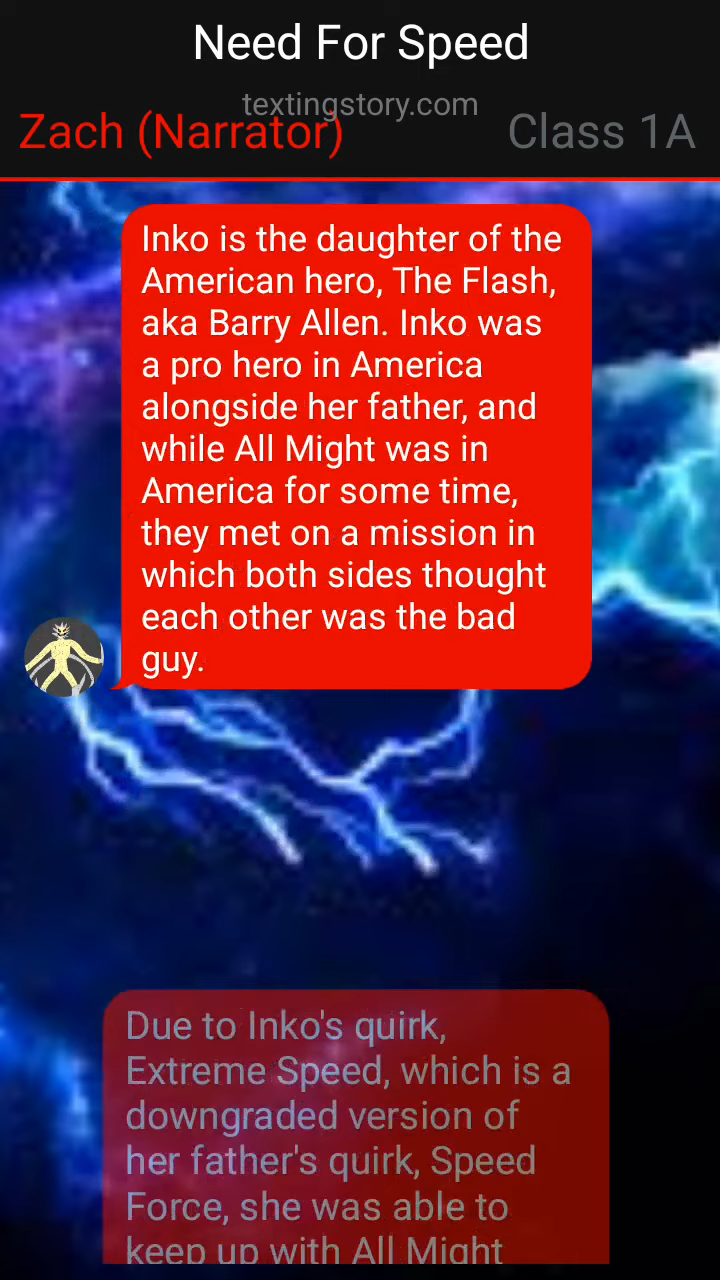 Need For Speed
textingstory.com
Zach (Narrator)
Class 1A
Inko is the daughter of the
American hero, The Flash,
aka Barry Allen. Inko was
a pro hero in America
alongside her father, and
while All Might was in
America for some time,
they met on a mission in
which both sides thought
each other was the bad
guy.
Due to Inko's quirk,
Extreme Speed, which is a
downgraded version of
her father's quirk, Speed
Force, she was able to
keep up with All Might